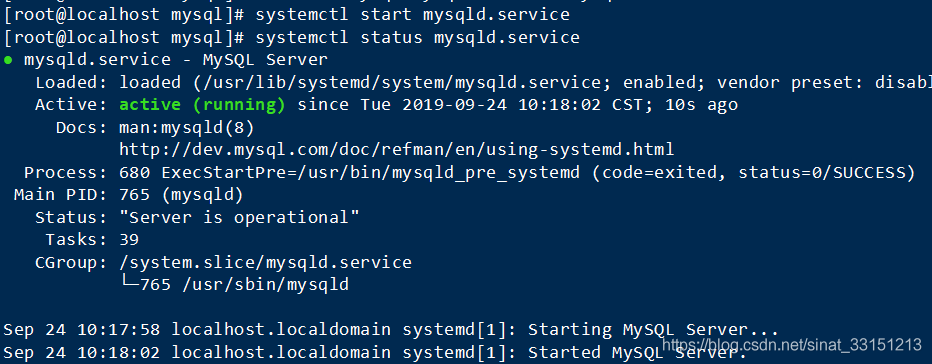 [root@localhost mysql]# systemctl start mysqld.service
[root@localhost mysql]# systemctl status mysqld.service
● mysqld.service - MySQL Server
Loaded: loaded (/usr/lib/systemd/system/mysqld.service; enabled; vendor preset: disabl
Active: active (running) since Tue 2019-09-24 10:18:02 CST; 10s ago
Docs: man:mysqld(8)
http://dev.mysql.com/doc/refman/en/using-systemd.html
Process: 680 ExecStartPre=/usr/bin/mysqld_pre_systemd (code=exited, status=0/SUCCESS)
Main PID: 765 (mysqld)
Status: "Server is operational"
Tasks: 39
CGroup: /system.slice/mysqld.service
└─765 /usr/sbin/mysqld
Sep 24 10:17:58 localhost.localdomain systemd[1]: Starting MySQL Server...
Sep 24 10:18:02 localhost.localdomain systemd[1]: Started MySQL Server.
https://blog.csdn.net/sinat_33151213